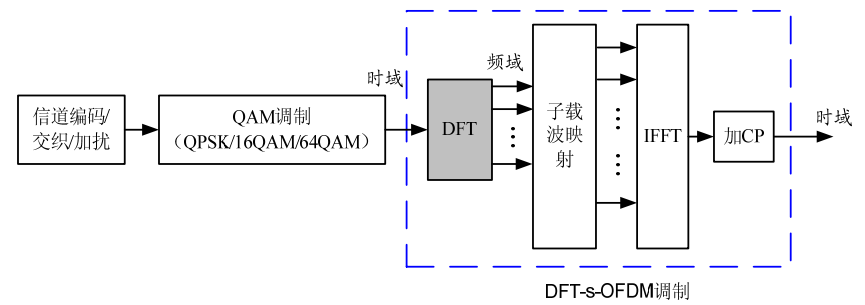 信道编码/
交织/加扰
QAM调制
（QPSK/16QAM/64QAM）
时域
DFT
频域
子载
波映
射
IFFT
加CP
时域
DFT-s-OFDM调制